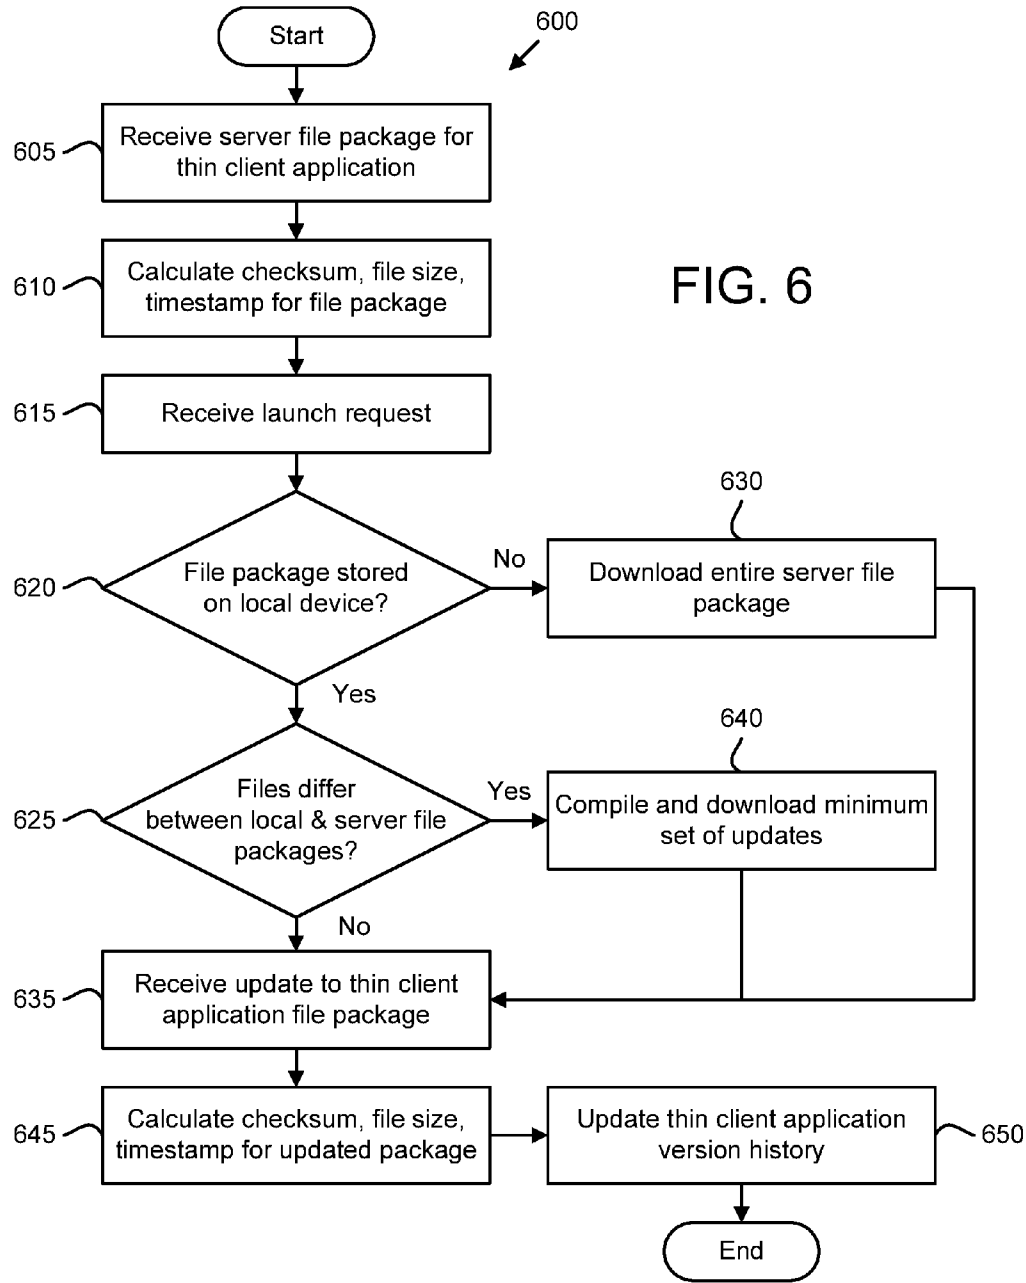 Start
600
605
Receive server file package for
thin client application
610
Calculate checksum, file size,
timestamp for file package
FIG. 6
615
Receive launch request
620
File package stored
on local device?
No
630
Download entire server file
package
Yes
625
Files differ
between local & server file
packages?
Yes
640
Compile and download minimum
set of updates
No
635
Receive update to thin client
application file package
645
Calculate checksum, file size,
timestamp for updated package
Update thin client application
version history
650
End